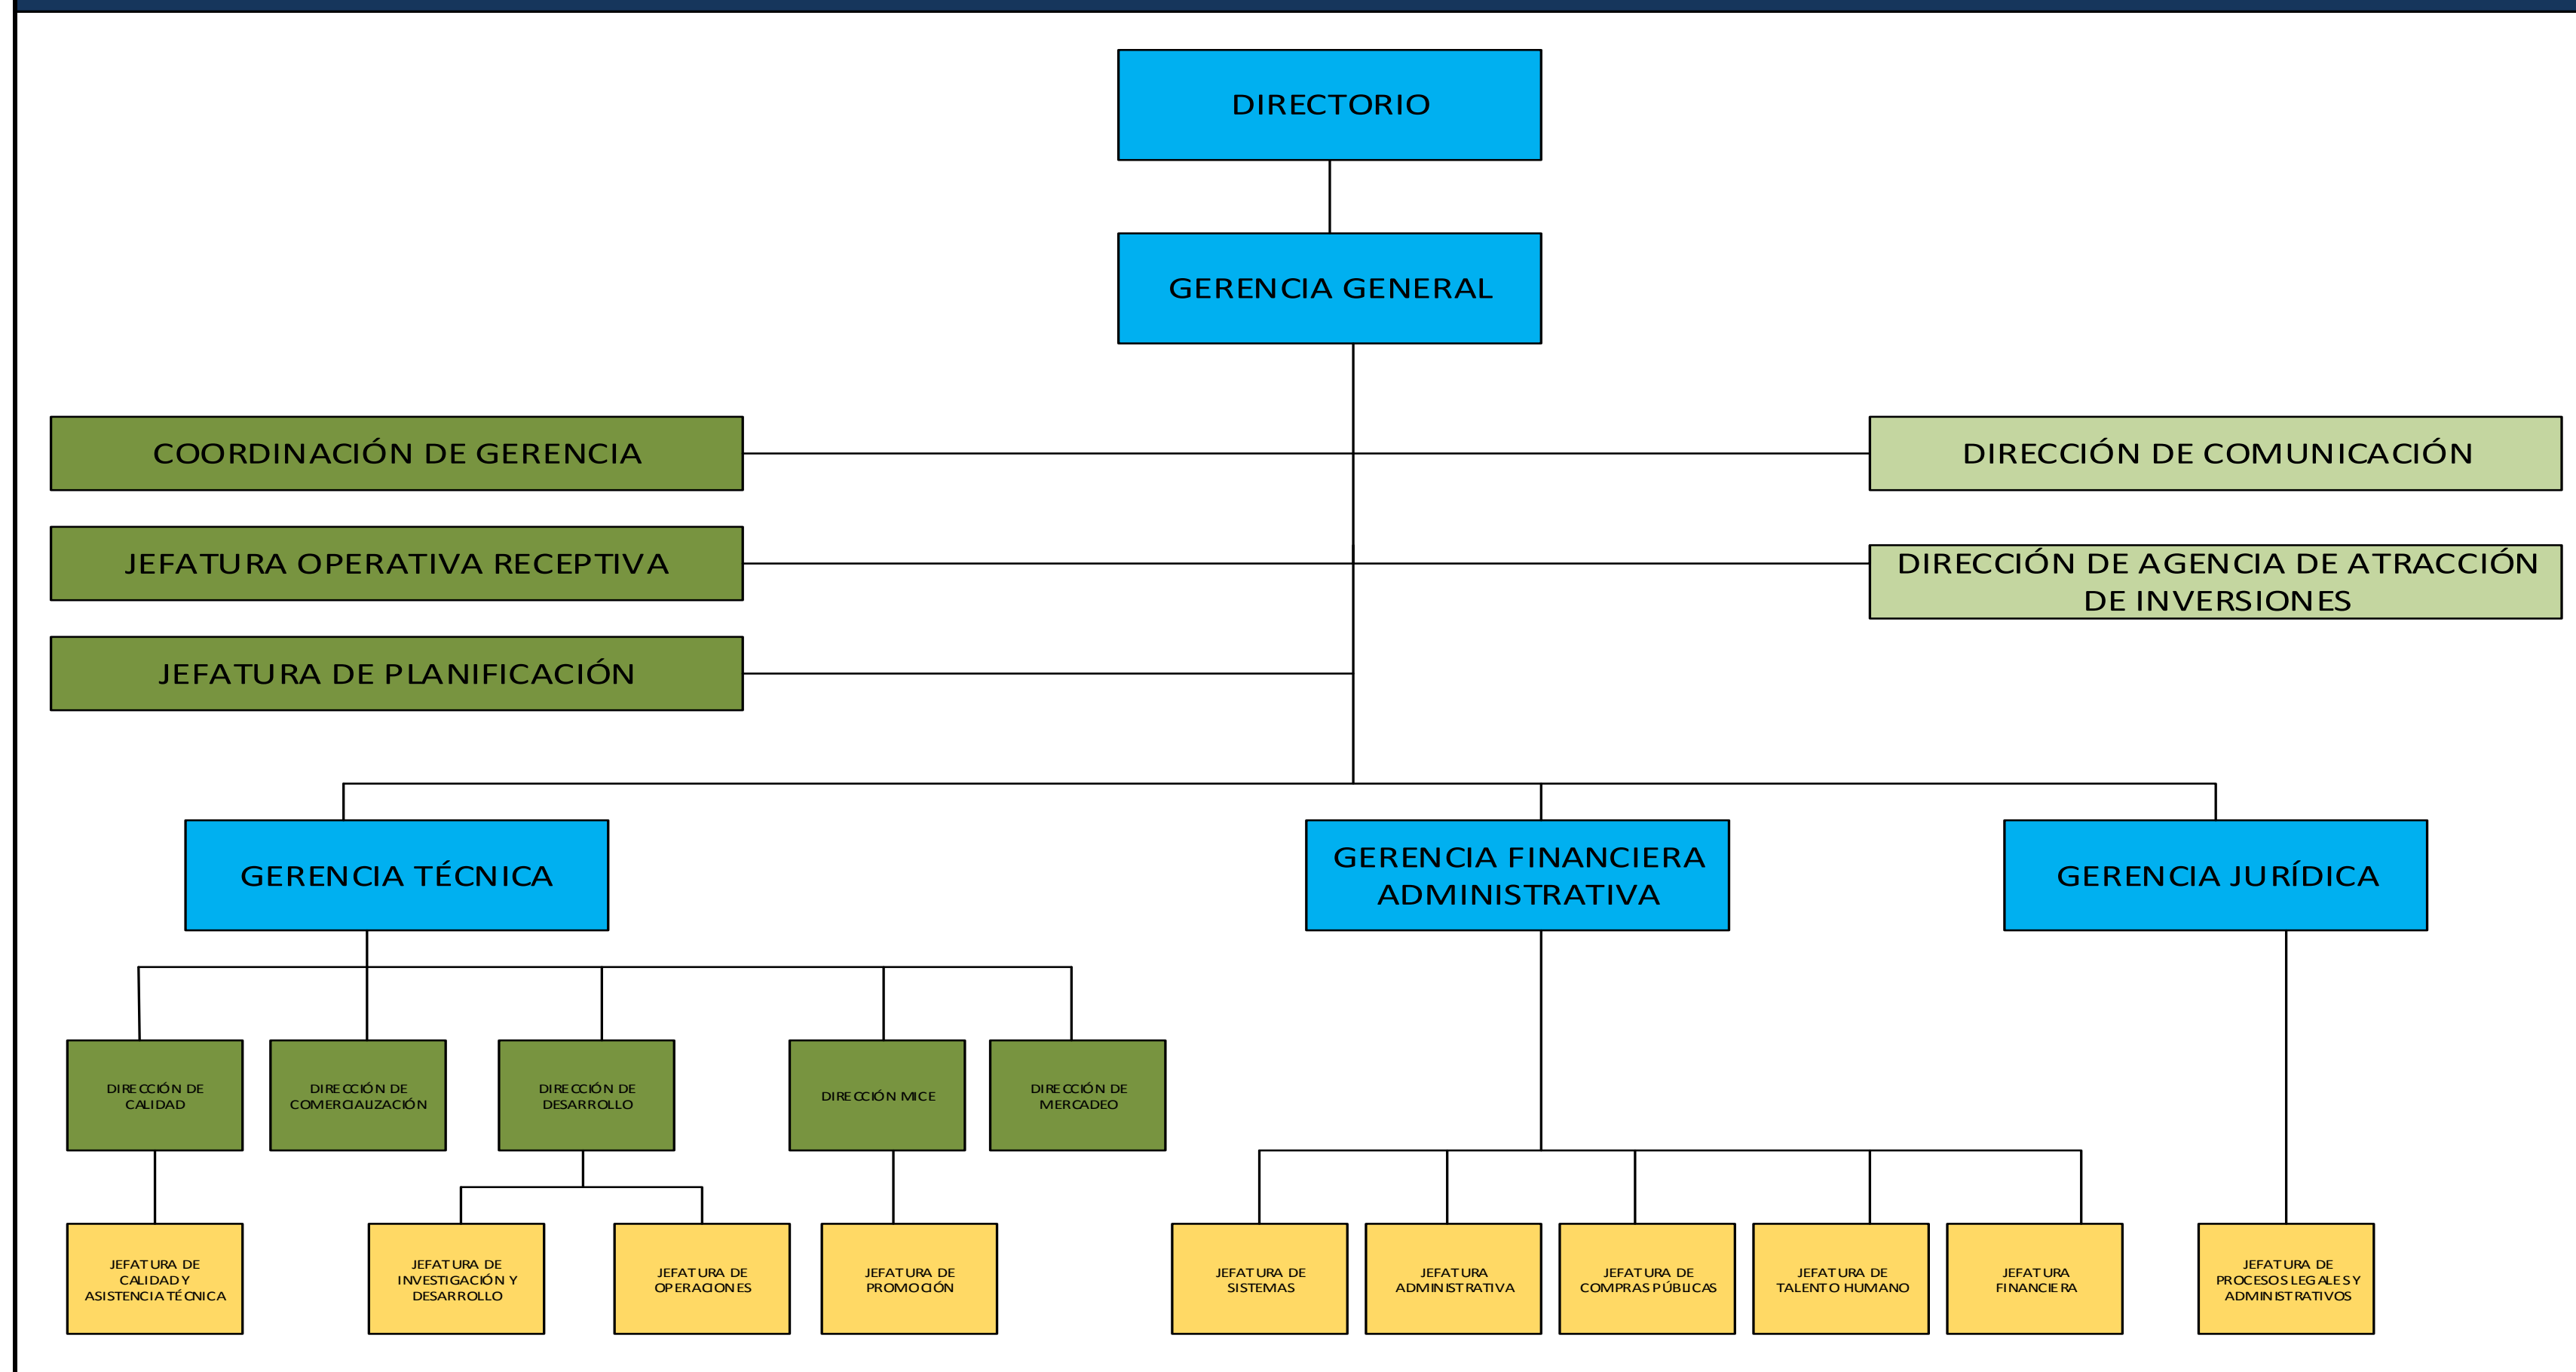 DIRECTORIO
GERENCIA GENERAL
COORDINACIÓN DE GERENCIA
DIRECCIÓN DE COMUNICACIÓN
JEFATURA OPERATIVA RECEPTIVA
DIRECCIÓN DE AGENCIA DE ATRACCIÓN
DE INVERSIONES
JEFATURA DE PLANIFICACIÓN
GERENCIA TÉCNICA
GERENCIA FINANCIERA
ADMINISTRATIVA
GERENCIA JURÍDICA
DIRECCIÓN DE
CALIDAD
DIRECCIÓN DE
COMERCIALIZACIÓN
DIRECCIÓN DE
DESARROLLO
DIRECCIÓN MICE
DIRECCIÓN DE
MERCADEO
JEFATURA DE
CALIDAD Y
ASISTENCIA TÉCNICA
JEFATURA DE
INVESTIGACIÓN Y
DESARROLLO
JEFATURA DE
OPERACIONES
JEFATURA DE
PROMOCIÓN
JEFATURA DE
SISTEMAS
JEFATURA
ADMINISTRATIVA
JEFATURA DE
COMPRAS PÚBLICAS
JEFATURA DE
TALENTO HUMANO
JEFATURA
FINANCIERA
JEFATURA DE
PROCESOS LEGALES Y
ADMINISTRATIVOS